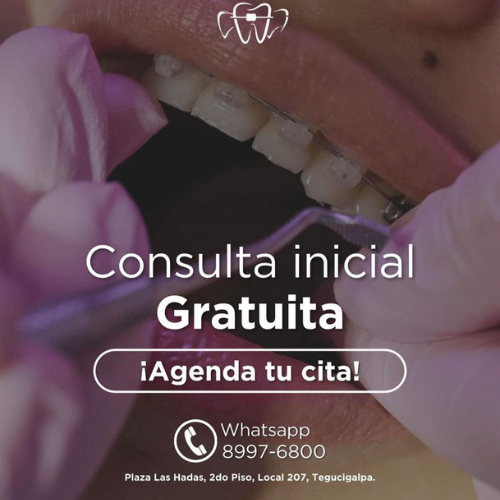 Consulta inicial
Gratuita
¡Agenda tu cita!
Whatsapp
8997-6800
Plaza Las Hadas, 2do Piso, Local 207, Tegucigalpa.